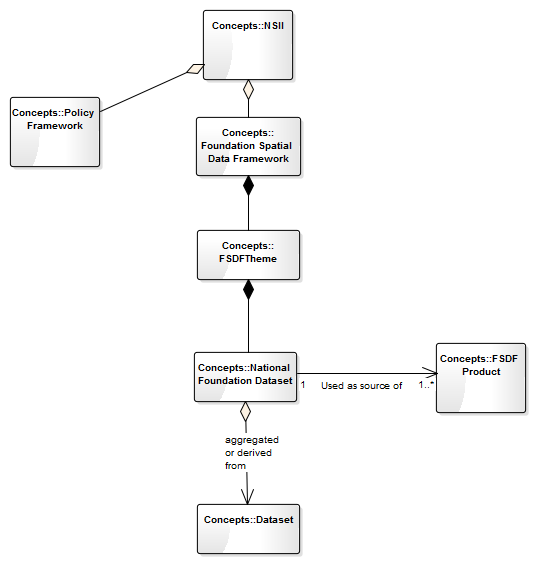 Concepts::NSII
Concepts::Policy
Framework
Concepts::
Foundation Spatial
Data Framework
Concepts::
FSDFTheme
Concepts::National
Foundation Dataset
Concepts::FSDF
Product
1 Used as source of 1..*
aggregated
or derived
from
Concepts::Dataset